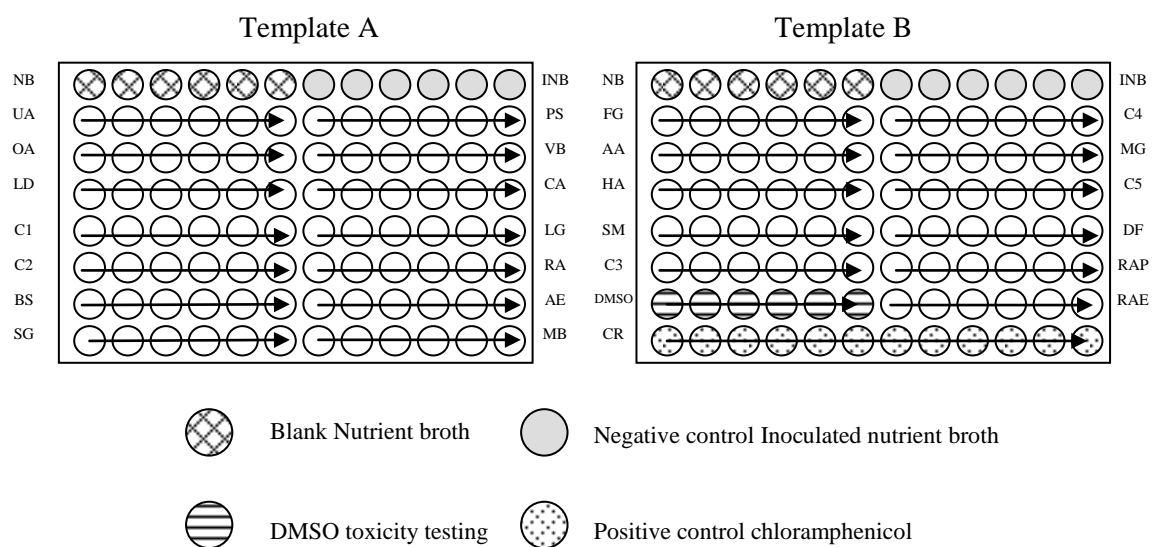 Template A
Template B
NB INB
UA PS
OA VB
LD CA
C1 LG
C2 RA
BS AE
SG MB
NB INB
FG C4
AA MG
HA C5
SM DF
C3 RAP
DMSO RAE
CR
Blank Nutrient broth
Negative control Inoculated nutrient broth
DMSO toxicity testing
Positive control chloramphenicol